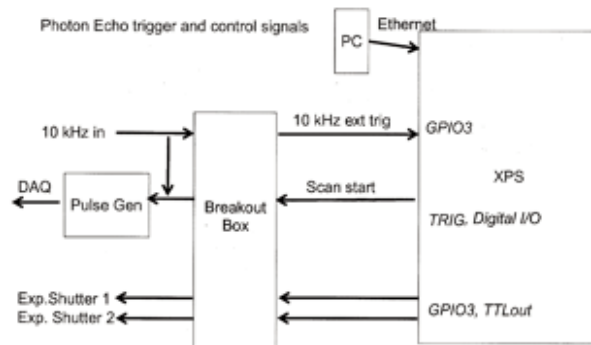 Photon Echo trigger and control signals
Ethernet
PC
10 kHz in
10 kHz ext trig
GPIO3
XPS
DAQ
Pulse Gen
Breakout
Box
Scan start
TRIG, Digital I/O
Exp.Shutter 1
Exp. Shutter 2
GPIO3, TTLout